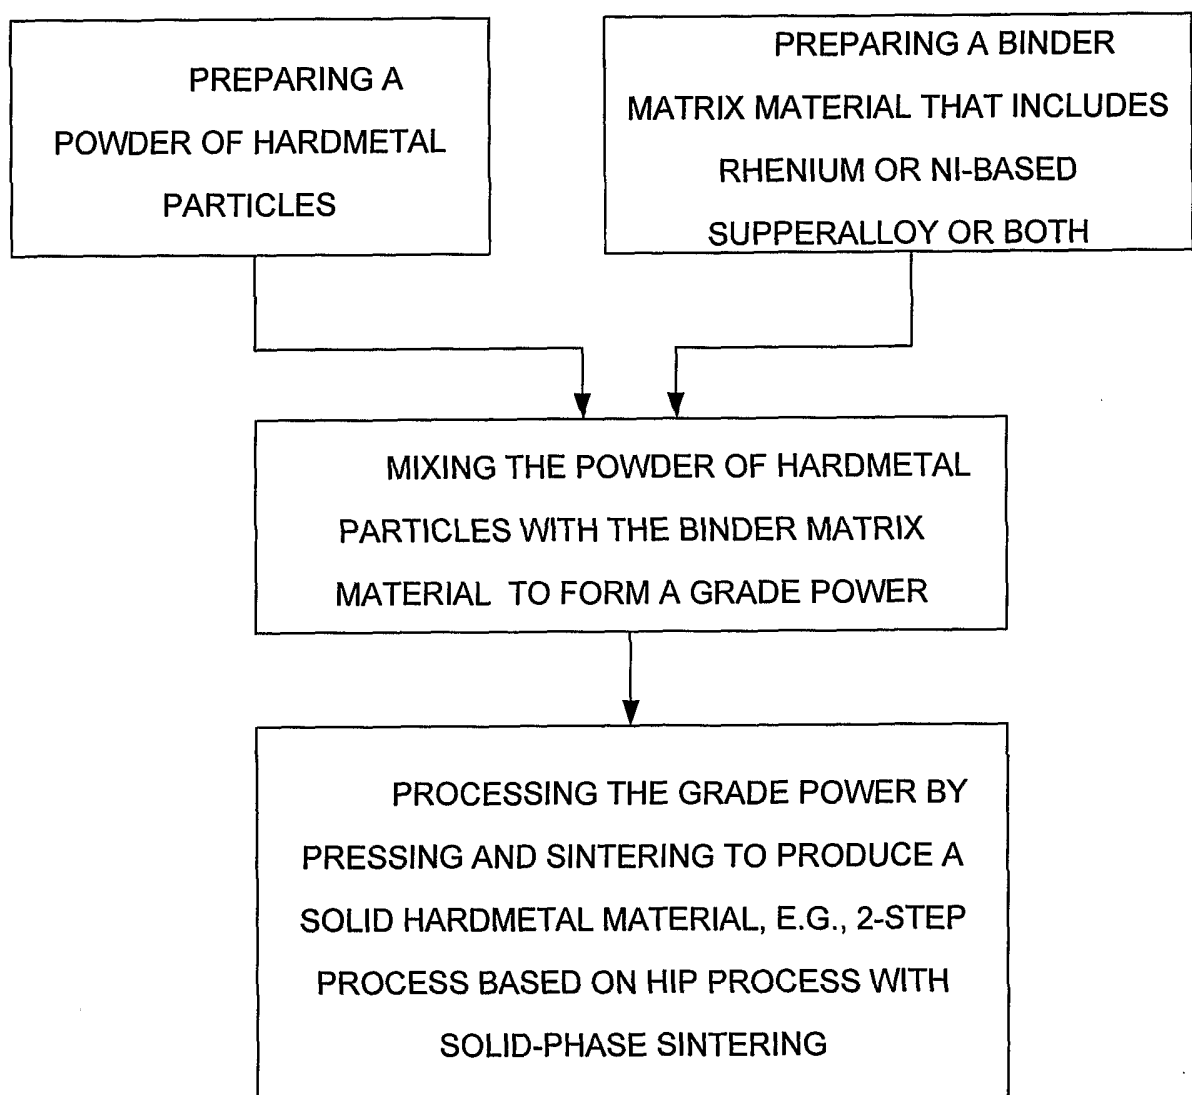 PREPARING A
POWDER OF HARDMETAL
PARTICLES
PREPARING A BINDER
MATRIX MATERIAL THAT INCLUDES
RHENIUM OR NI-BASED
SUPPERALLOY OR BOTH
MIXING THE POWDER OF HARDMETAL
PARTICLES WITH THE BINDER MATRIX
MATERIAL TO FORM A GRADE POWER
PROCESSING THE GRADE POWER BY
PRESSING AND SINTERING TO PRODUCE A
SOLID HARDMETAL MATERIAL, E.G., 2-STEP
PROCESS BASED ON HIP PROCESS WITH
SOLID-PHASE SINTERING